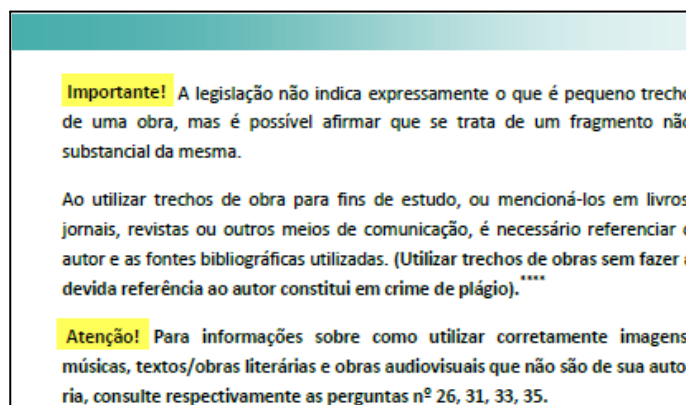 Importante! A legislação não indica expressamente o que é pequeno trecho
de uma obra, mas é possível afirmar que se trata de um fragmento não
substancial da mesma.
Ao utilizar trechos de obra para fins de estudo, ou mencioná-los em livros
jornais, revistas ou outros meios de comunicação, é necessário referenciar o
autor e as fontes bibliográficas utilizadas. (Utilizar trechos de obras sem fazer a
devida referência ao autor constitui em crime de plágio).****
Atenção! Para informações sobre como utilizar corretamente imagens
músicas, textos/obras literárias e obras audiovisuais que não são de sua auto
ria, consulte respectivamente as perguntas nº 26, 31, 33, 35.